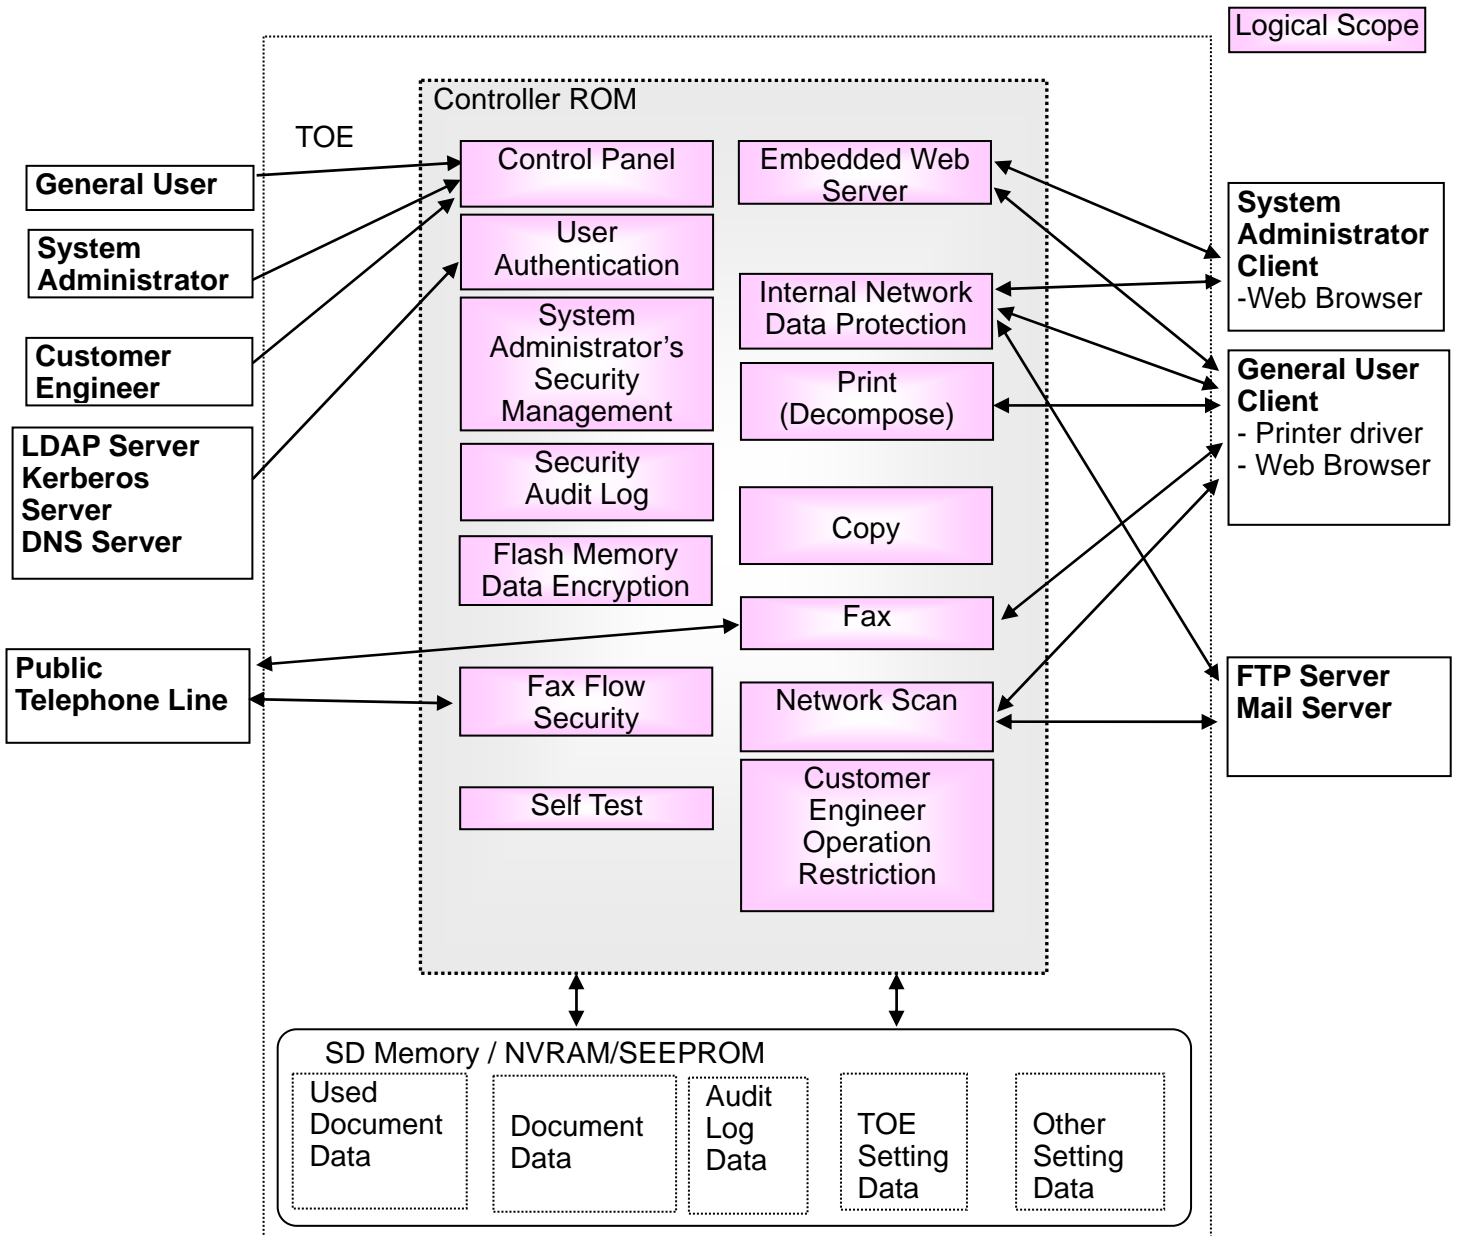 Logical Scope
Controller ROM
TOE
General User
System
Administrator
Customer
Engineer
LDAP Server
Kerberos
Server
DNS Server
Public
Telephone Line
Control Panel
User
Authentication
System
Administrator’s
Security
Management
Security
Audit Log
Flash Memory
Data Encryption
Fax Flow
Security
Self Test
Embedded Web
Server
Internal Network
Data Protection
Print
(Decompose)
Copy
Fax
Network Scan
Customer
Engineer
Operation
Restriction
System
Administrator
Client
-Web Browser
General User
Client
- Printer driver
- Web Browser
FTP Server
Mail Server
SD Memory / NVRAM/SEEPROM
Used
Document
Data
Document
Data
Audit
Log
Data
TOE
Setting
Data
Other
Setting
Data